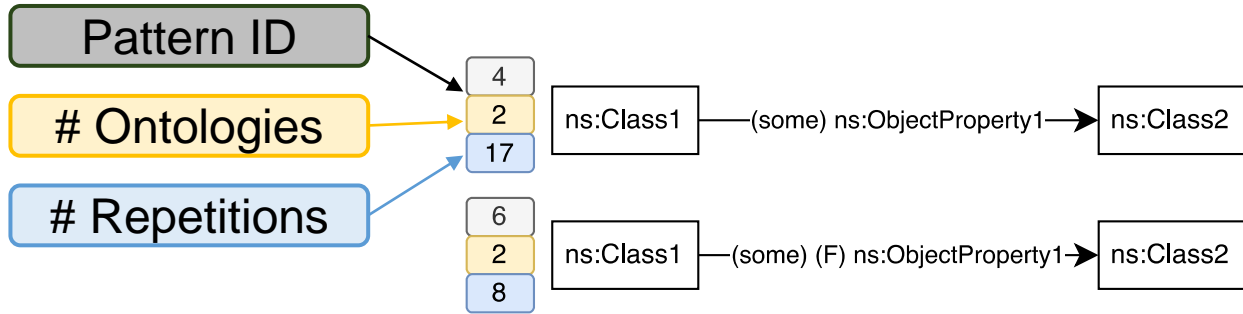 Pattern ID
# Ontologies
# Repetitions
4
2
17
ns:Class1
(some) ns:ObjectProperty1
ns:Class2
6
2
8
ns:Class1
(some) (F) ns:ObjectProperty1
ns:Class2